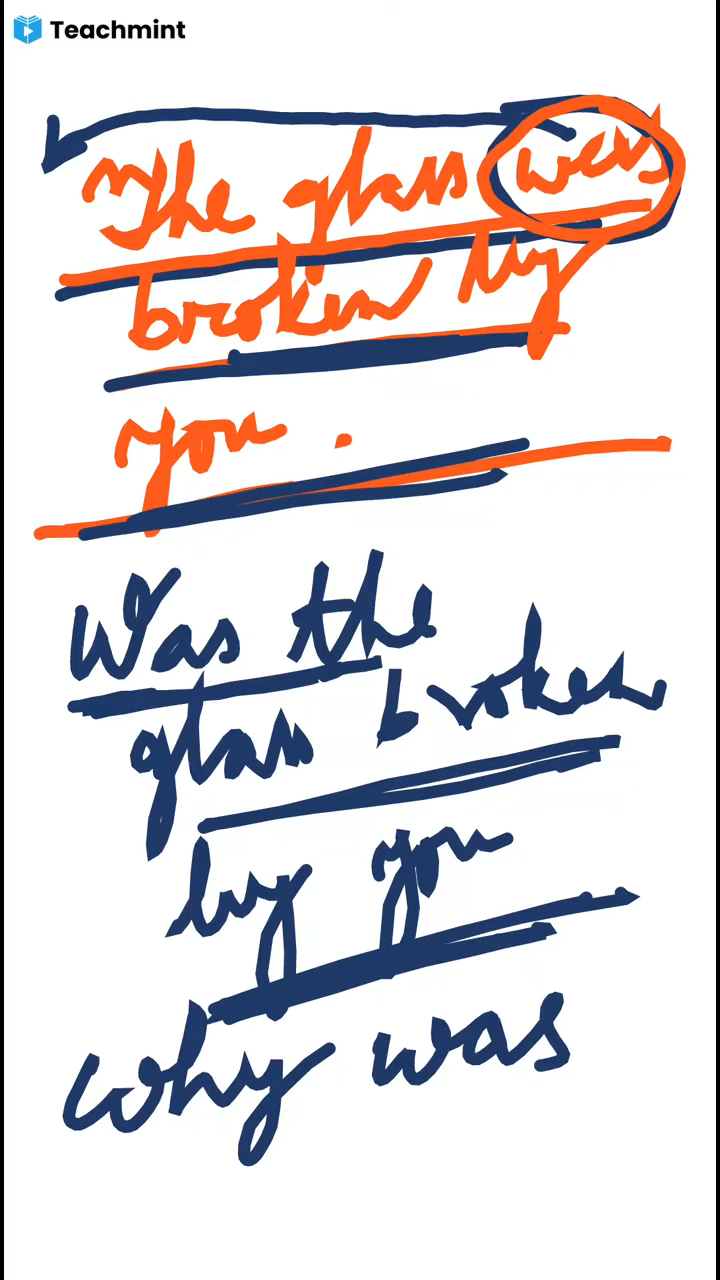 Teachmint
The glass was
broken by
you.
Was the
glass broken
by you
why was